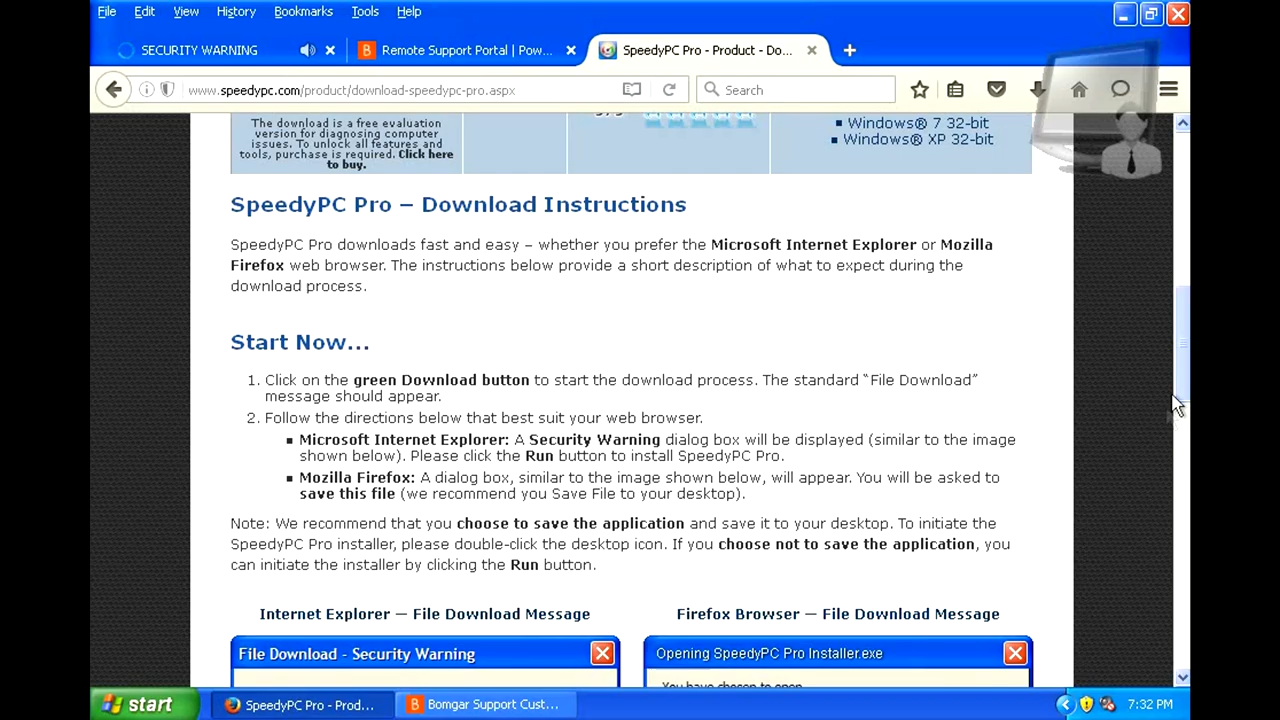 File Edit View History Bookmarks Tools Help
SECURITY WARNING
Remote Support Portal | Pow...
SpeedyPC Pro - Product - Do...
www.speedypc.com/product/download-speedypc-pro.aspx
Search
The download is a free evaluation
version for diagnosing computer
issues. To unlock all features and
tools, purchase is required. Click here
to buy.
Windows® 7 32-bit
Windows® XP 32-bit
SpeedyPC Pro – Download Instructions
SpeedyPC Pro downloads fast and easy – whether you prefer the Microsoft Internet Explorer or Mozilla
Firefox web browser. The instructions below provide a short description of what to expect during the
download process.
Start Now...
1. Click on the green Download button to start the download process. The standard “File Download”
message should appear.
2. Follow the directions below that best suit your web browser.
Microsoft Internet Explorer: A Security Warning dialog box will be displayed (similar to the image
shown below). Please click the Run button to install SpeedyPC Pro.
Mozilla Firefox: A dialog box, similar to the image shown below, will appear. You will be asked to
save this file (we recommend you Save File to your desktop).
Note: We recommend that you choose to save the application and save it to your desktop. To initiate the
SpeedyPC Pro installer, please double-click the desktop icon. If you choose not to save the application, you
can initiate the installer by clicking the Run button.
Internet Explorer — File Download Message
Firefox Browser — File Download Message
File Download - Security Warning
Opening SpeedyPC Pro Installer.exe
You have chosen to open
start
SpeedyPC Pro - Prod...
Bomgar Support Cust...
7:32 PM